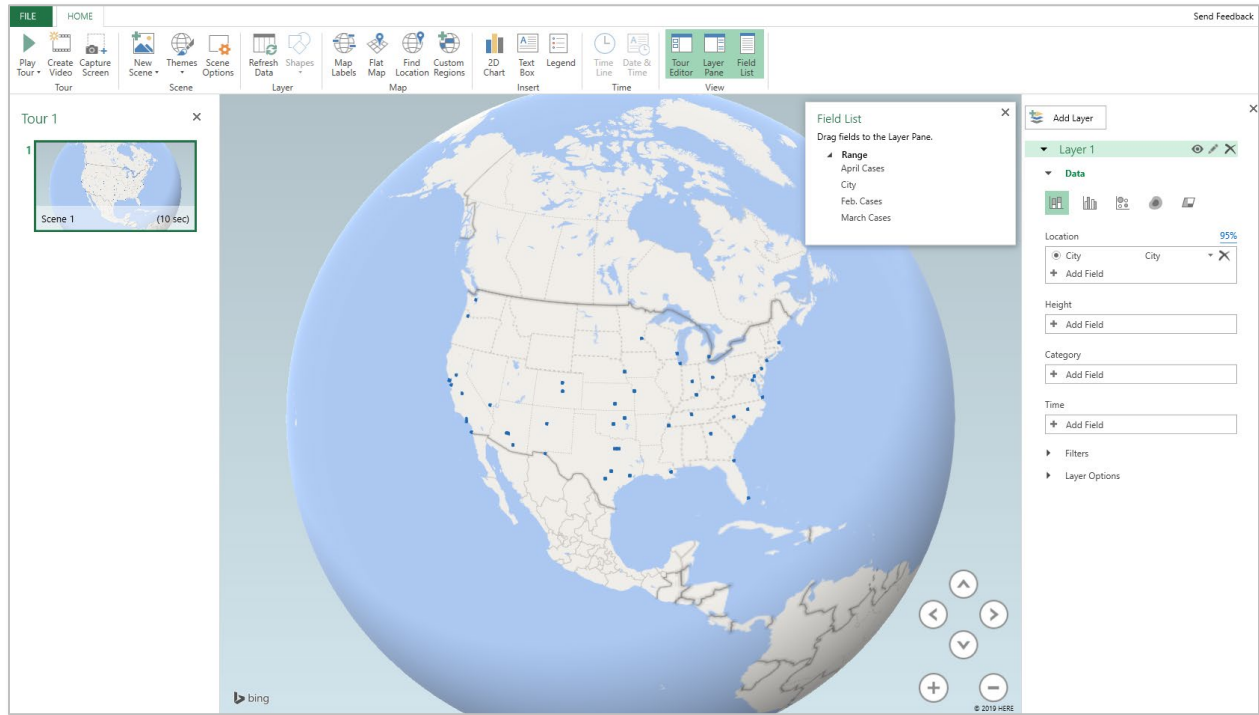 FILE HOME Send Feedback
Play Tour Create Video Capture Screen New Scene Themes Scene Options Refresh Data Shapes Map Labels Flat Map Find Location Custom Regions 2D Chart Text Box Legend Time Line Date & Time Tour Editor Layer Pane Field List
Tour Scene Layer Map Insert Time View
Tour 1
1
Scene 1 (10 sec)
Field List
Drag fields to the Layer Pane.
Range
April Cases
City
Feb. Cases
March Cases
Add Layer
Layer 1
Data
Location 95%
City City
Add Field
Height
Add Field
Category
Add Field
Time
Add Field
Filters
Layer Options
bing
© 2019 HERE